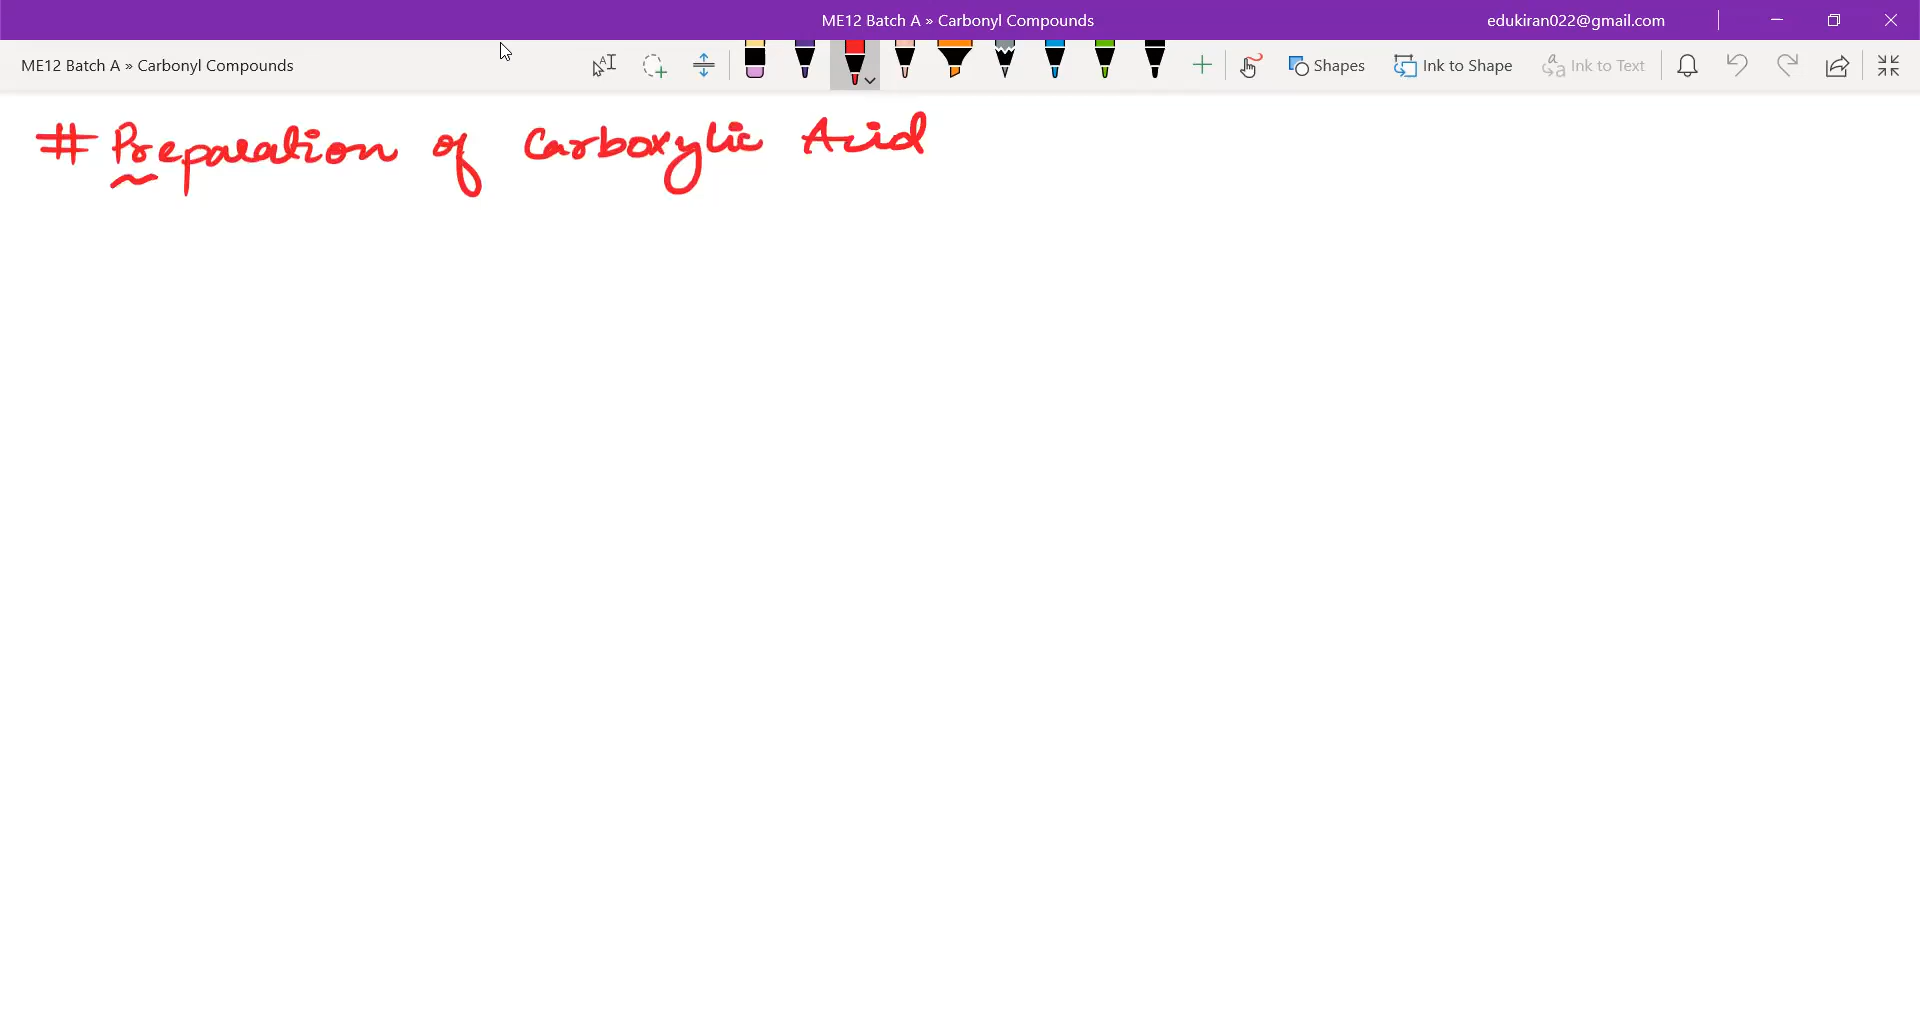 ME12 Batch A » Carbonyl Compounds
edukiran022@gmail.com
ME12 Batch A » Carbonyl Compounds
Shapes
Ink to Shape
Ink to Text
# Preparation of Carboxylic Acid